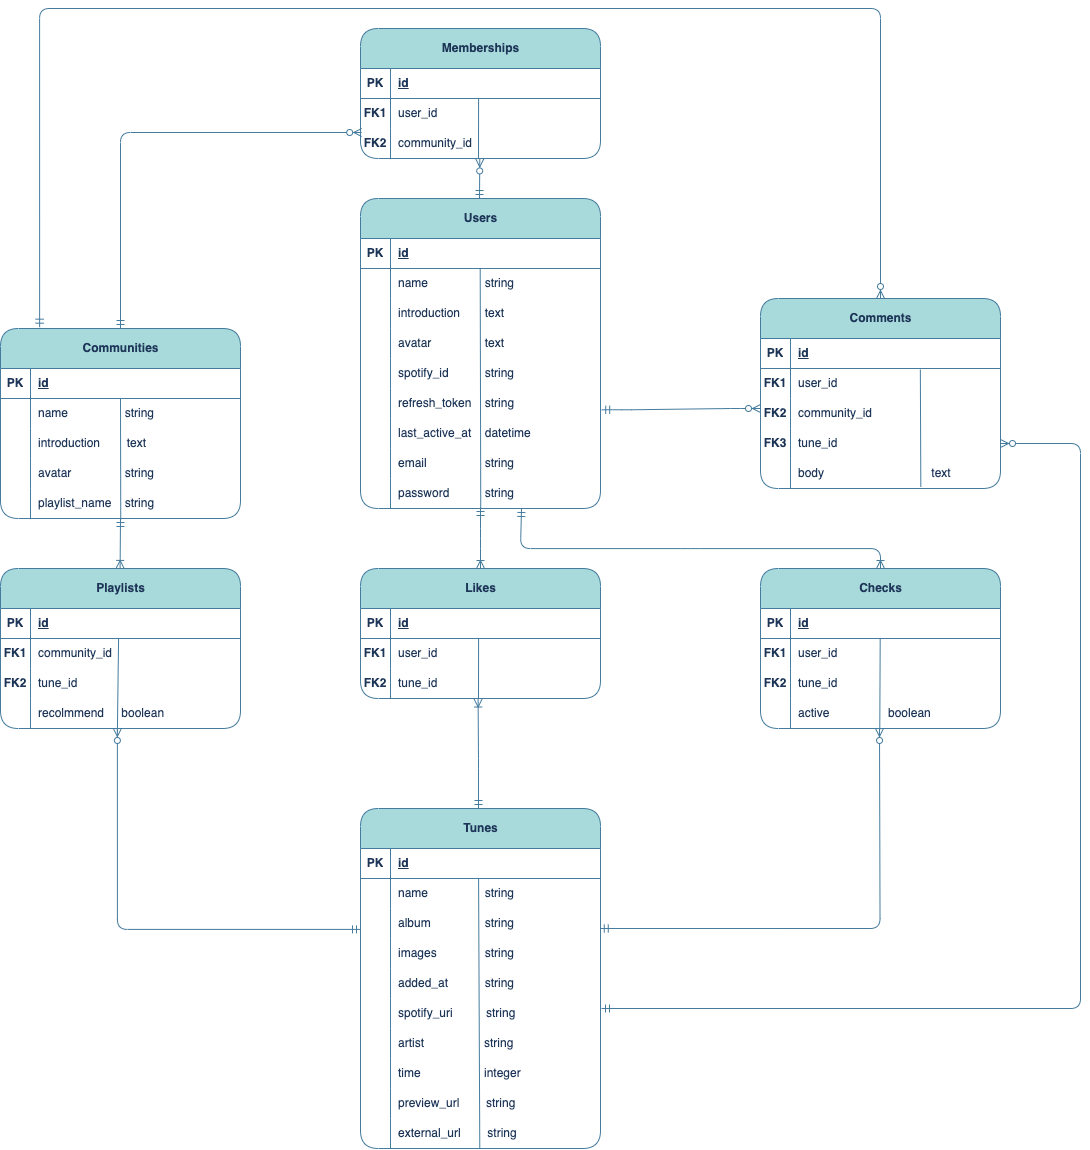 Memberships
PK id
FK1 user_id
FK2 community_id
Users
PK id
name string
introduction text
avatar text
spotify_id string
refresh_token string
last_active_at datetime
email string
password string
Comments
PK id
FK1 user_id
FK2 community_id
FK3 tune_id
body text
Communities
PK id
name string
introduction text
avatar string
playlist_name string
Playlists
PK id
FK1 community_id
FK2 tune_id
recolmmend boolean
Likes
PK id
FK1 user_id
FK2 tune_id
Checks
PK id
FK1 user_id
FK2 tune_id
active boolean
Tunes
PK id
name string
album string
images string
added_at string
spotify_uri string
artist string
time integer
preview_url string
external_url string